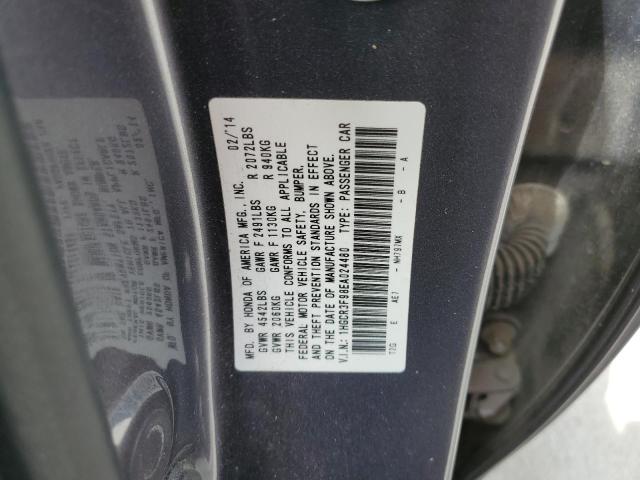 MFD. BY HONDA OF AMERICA MFG., INC. 02/'14
GVWR 4542LBS GAWR F 2491LBS R 2072LBS
GVWR 2060KG GAWR F 1130KG R 940KG
THIS VEHICLE CONFORMS TO ALL APPLICABLE
FEDERAL MOTOR VEHICLE SAFETY, BUMPER,
AND THEFT PREVENTION STANDARDS IN EFFECT
ON THE DATE OF MANUFACTURE SHOWN ABOVE.
V.I.N.: 1HGCR3F98EA024480 TYPE: PASSENGER CAR
T2G E AE7 - NH797MX - B - A